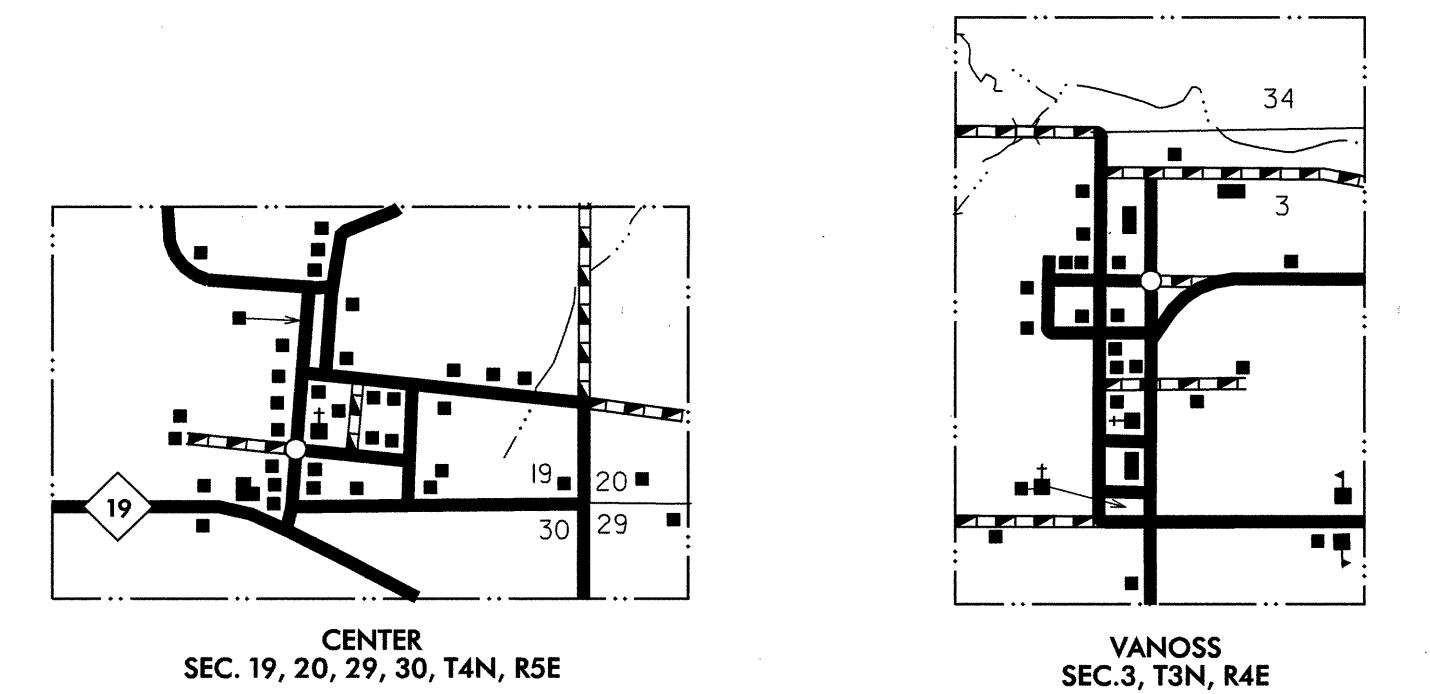 19
20
30
29
19
CENTER
SEC. 19, 20, 29, 30, T4N, R5E
34
3
VANOSS
SEC.3, T3N, R4E